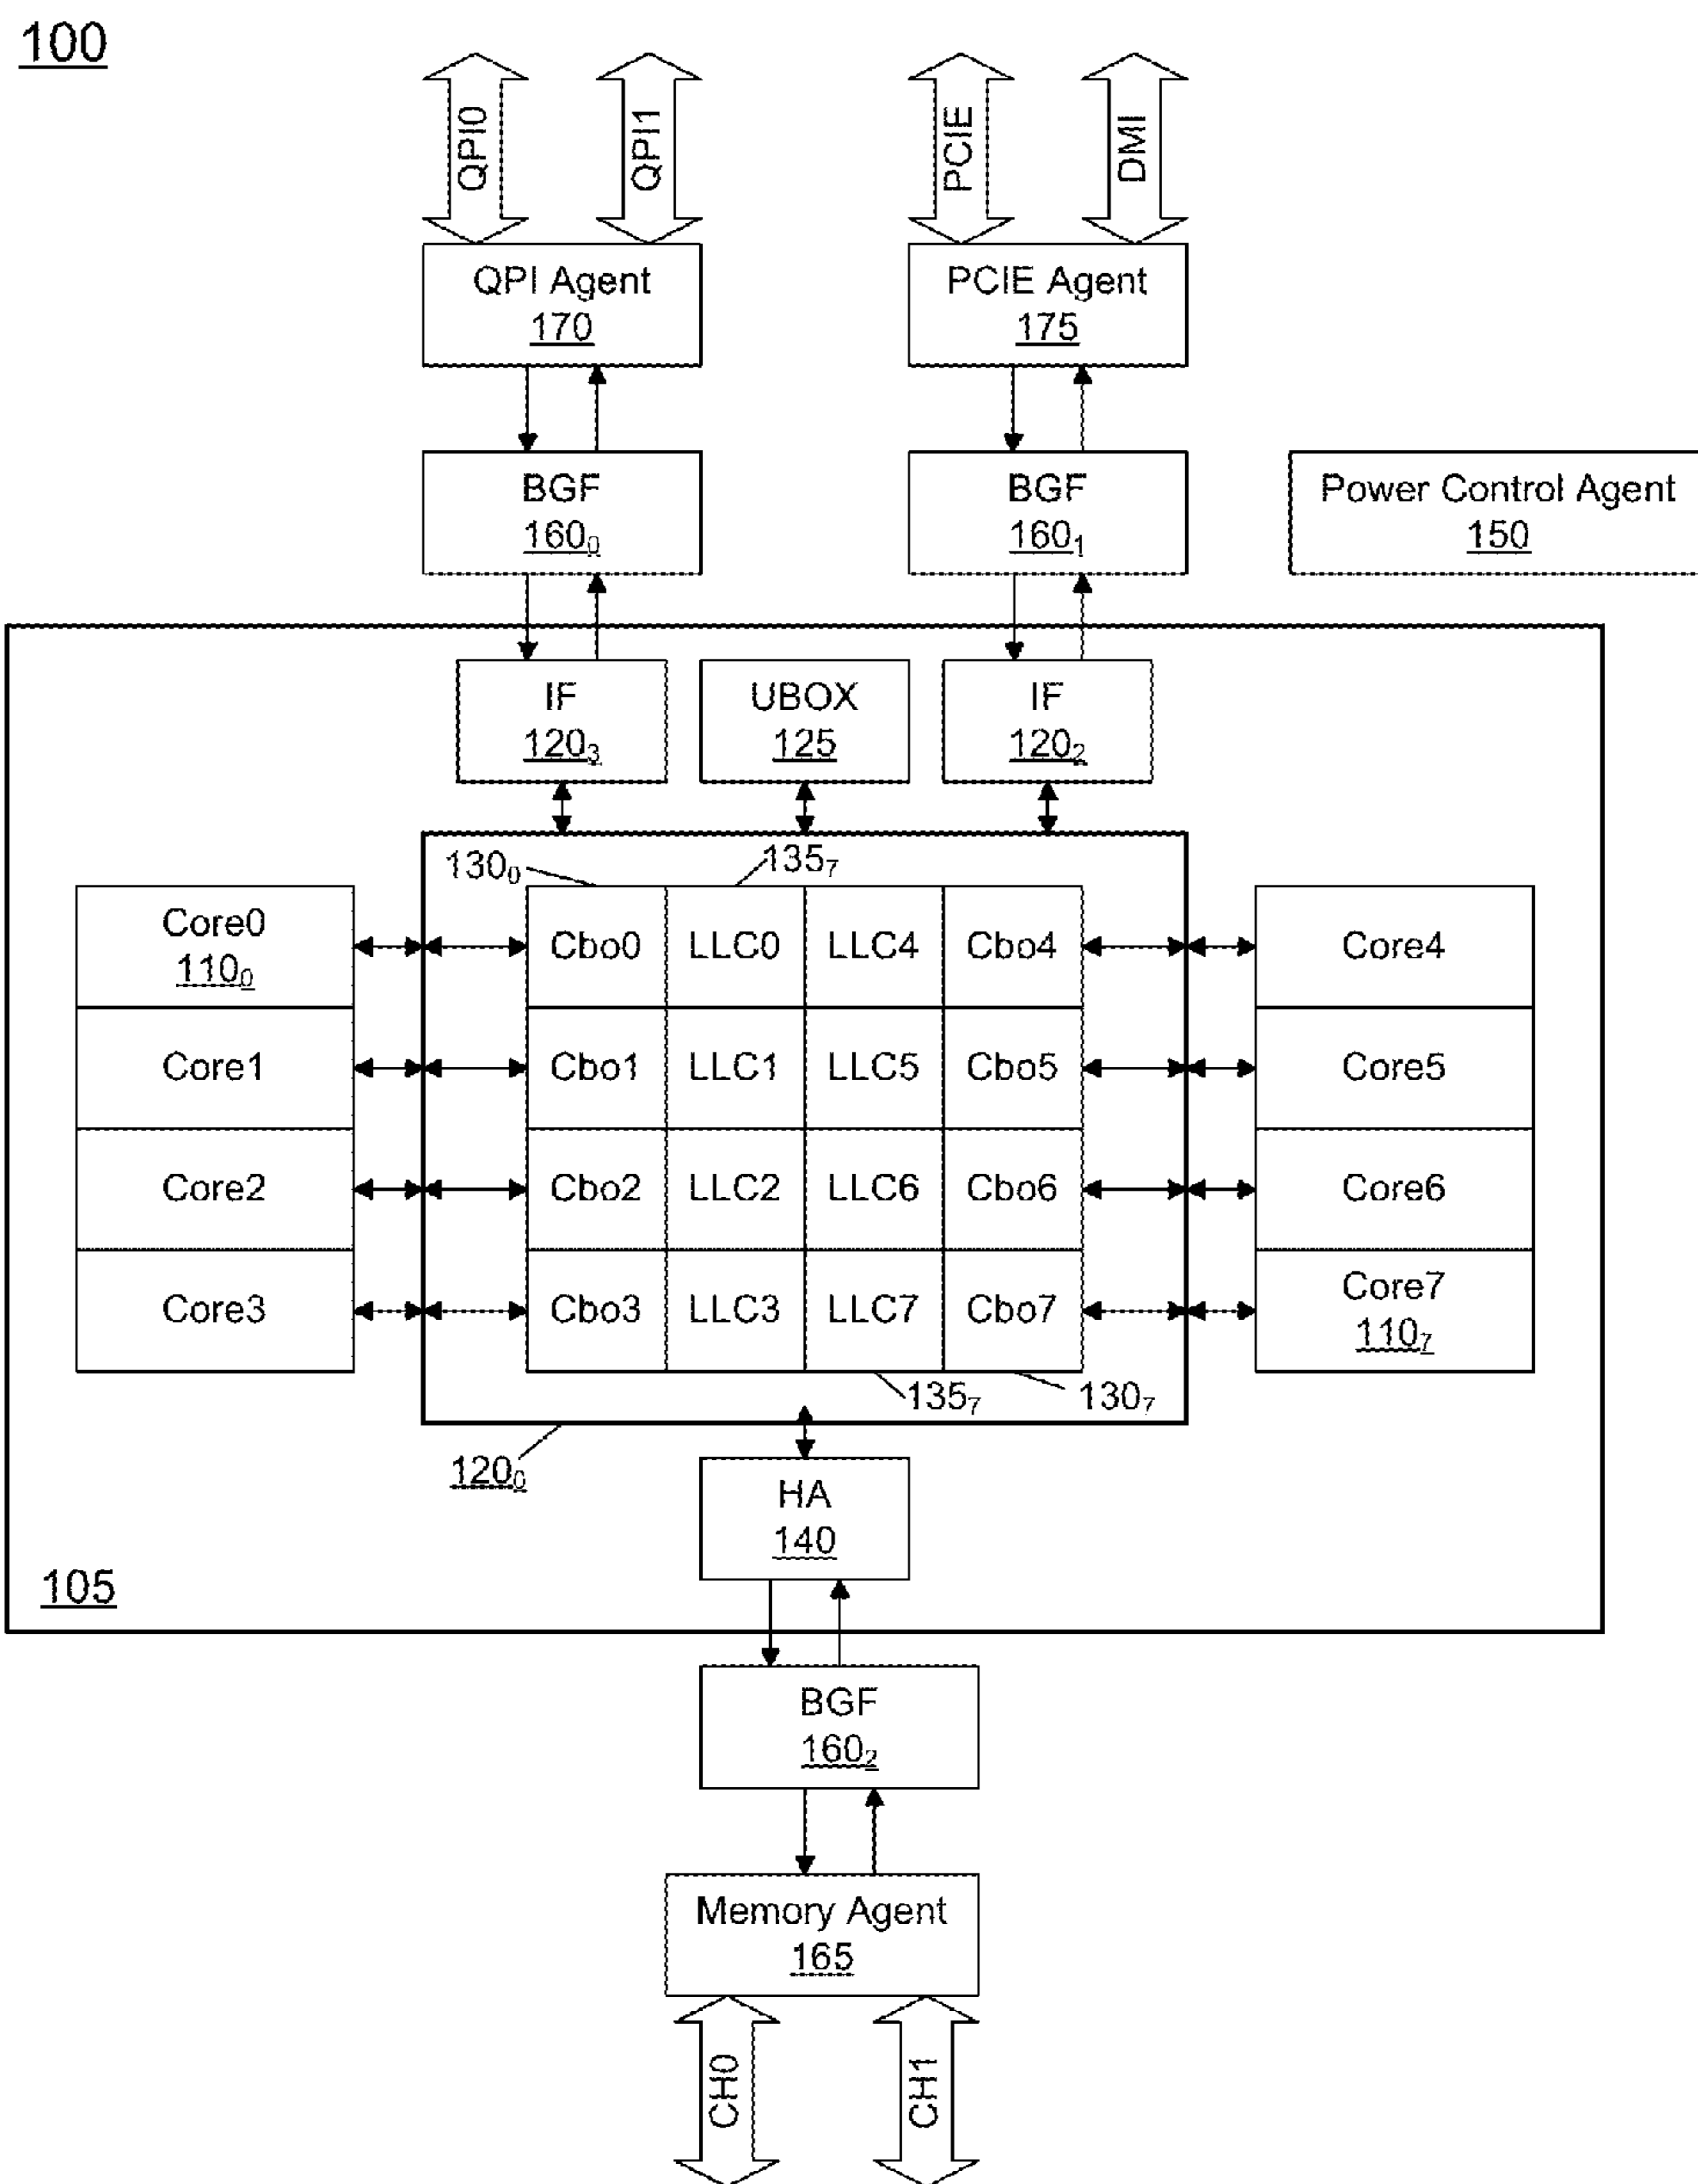 100
QPI0
QPI1
PCIE
DMI
QPI Agent
170
PCIE Agent
175
BGF
160₀
BGF
160₁
Power Control Agent
150
IF
120₃
UBOX
125
IF
120₂
130₀
135₇
Core0
110₀
Cbo0
LLC0
LLC4
Cbo4
Core4
Core1
Cbo1
LLC1
LLC5
Cbo5
Core5
Core2
Cbo2
LLC2
LLC6
Cbo6
Core6
Core3
Cbo3
LLC3
LLC7
Cbo7
Core7
110₇
135₇
130₇
120₀
HA
140
105
BGF
160₂
Memory Agent
165
CH0
CH1